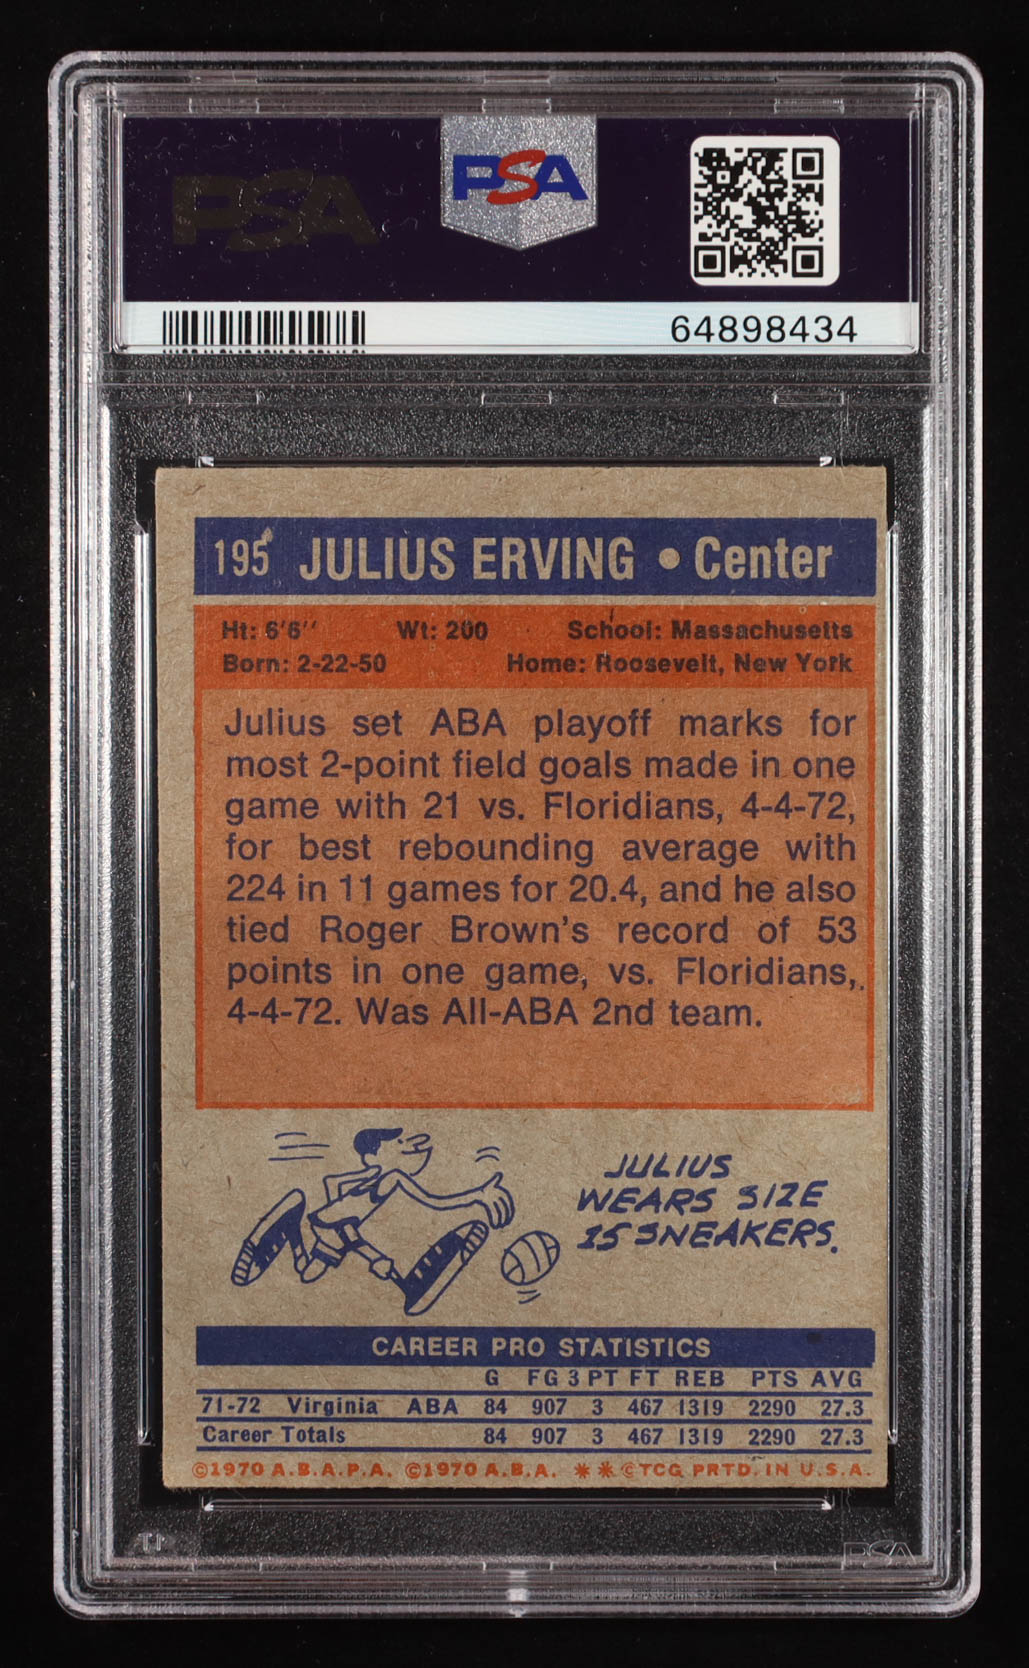 PSA
PSA
64898434
195 JULIUS ERVING • Center
Ht: 6'6'' Wt: 200 School: Massachusetts
Born: 2-22-50 Home: Roosevelt, New York
Julius set ABA playoff marks for
most 2-point field goals made in one
game with 21 vs. Floridians, 4-4-72,
for best rebounding average with
224 in 11 games for 20.4, and he also
tied Roger Brown's record of 53
points in one game, vs. Floridians,
4-4-72. Was All-ABA 2nd team.
JULIUS
WEARS SIZE
15 SNEAKERS.
CAREER PRO STATISTICS
G FG 3PT FT REB PTS AVG
71-72 Virginia ABA 84 907 3 467 1319 2290 27.3
Career Totals 84 907 3 467 1319 2290 27.3
©1970 A.B.A.P.A. ©1970 A.B.A. ** ©TCG PRTD. IN U.S.A.
PSA